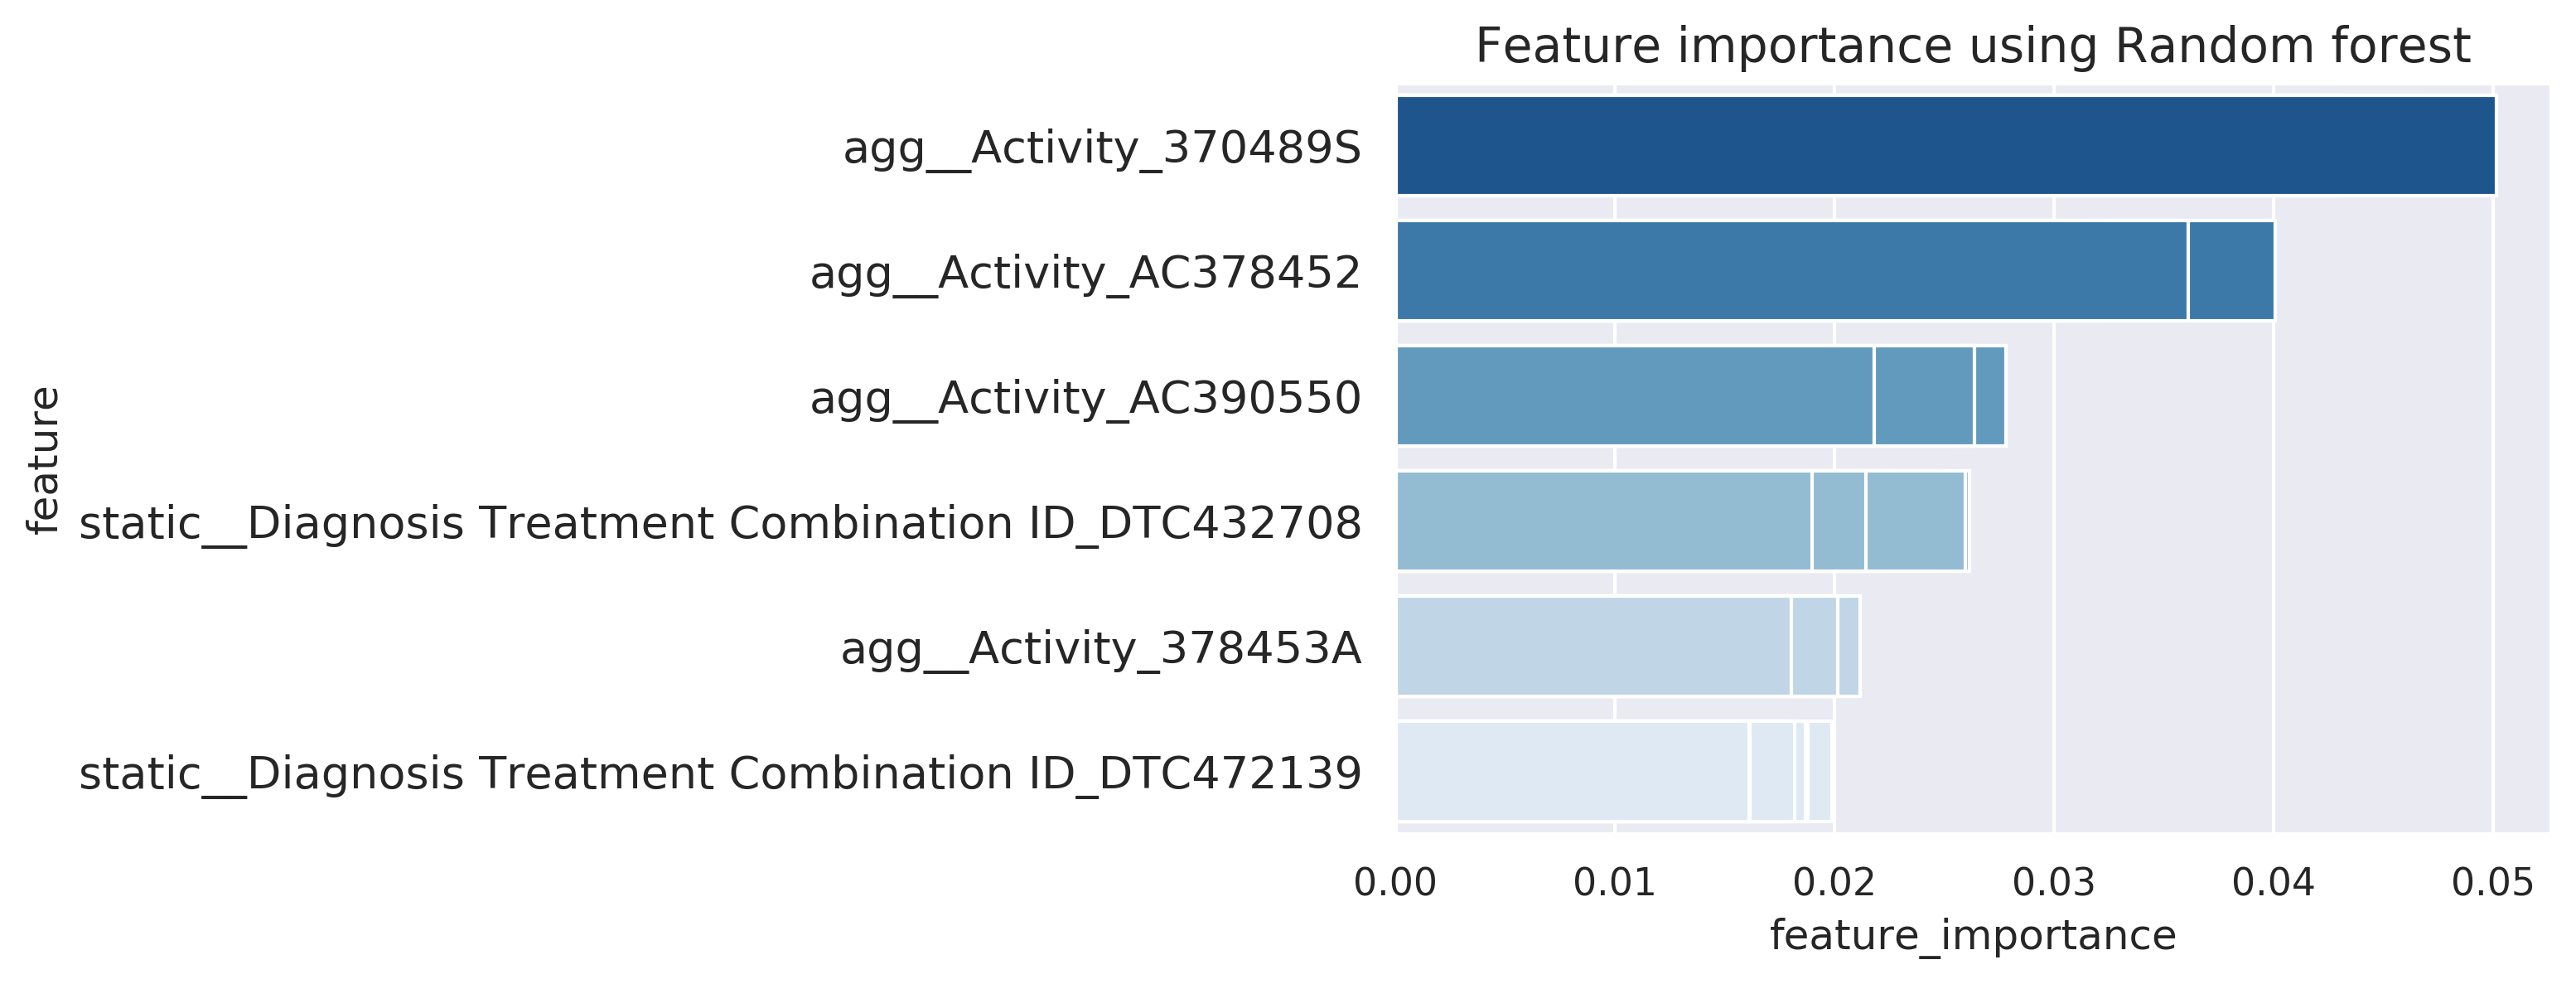 Feature importance using Random forest
feature
agg__Activity_370489S
agg__Activity_AC378452
agg__Activity_AC390550
static__Diagnosis Treatment Combination ID_DTC432708
agg__Activity_378453A
static__Diagnosis Treatment Combination ID_DTC472139
0.00 0.01 0.02 0.03 0.04 0.05
feature_importance